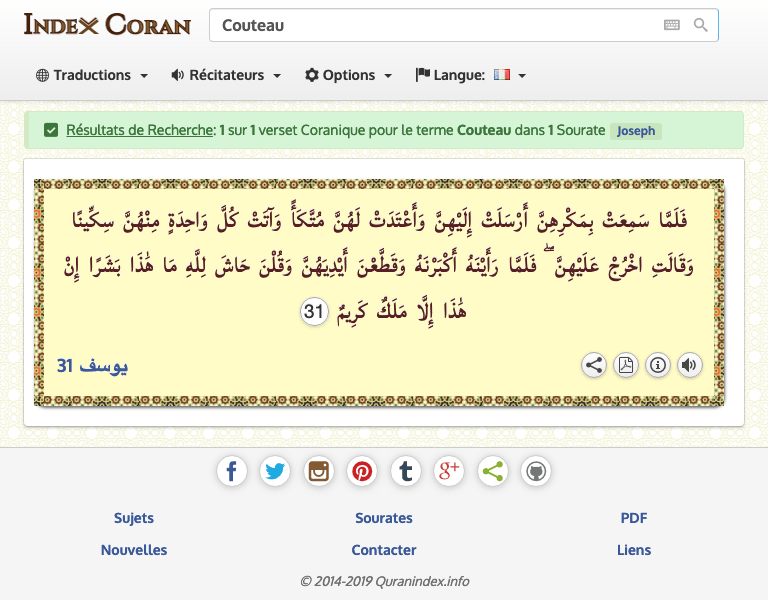 Index Coran
Couteau
Traductions
Récitateurs
Options
Langue:
Résultats de Recherche: 1 sur 1 verset Coranique pour le terme Couteau dans 1 Sourate Joseph
فَلَمَّا سَمِعَتْ بِمَكْرِهِنَّ أَرْسَلَتْ إِلَيْهِنَّ وَأَعْتَدَتْ لَهُنَّ مُتَّكَأً وَآتَتْ كُلَّ وَاحِدَةٍ مِنْهُنَّ سِكِّينًا
وَقَالَتِ اخْرُجْ عَلَيْهِنَّ ۖ فَلَمَّا رَأَيْنَهُ أَكْبَرْنَهُ وَقَطَّعْنَ أَيْدِيَهُنَّ وَقُلْنَ حَاشَ لِلَّهِ مَا هَٰذَا بَشَرًا إِنْ
هَٰذَا إِلَّا مَلَكٌ كَرِيمٌ 31
يوسف 31
Sujets
Sourates
PDF
Nouvelles
Contacter
Liens
© 2014-2019 Quranindex.info